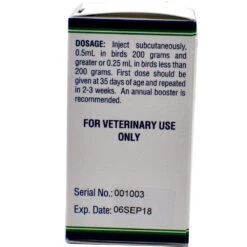 DOSAGE: Inject subcutaneously,
0.5mL in birds 200 grams and
greater or 0.25 mL in birds less than
200 grams. First dose should be
given at 35 days of age and repeated
in 2-3 weeks. An annual booster is
recommended.
FOR VETERINARY USE
ONLY
Serial No.: 001003
Exp. Date: 06SEP18